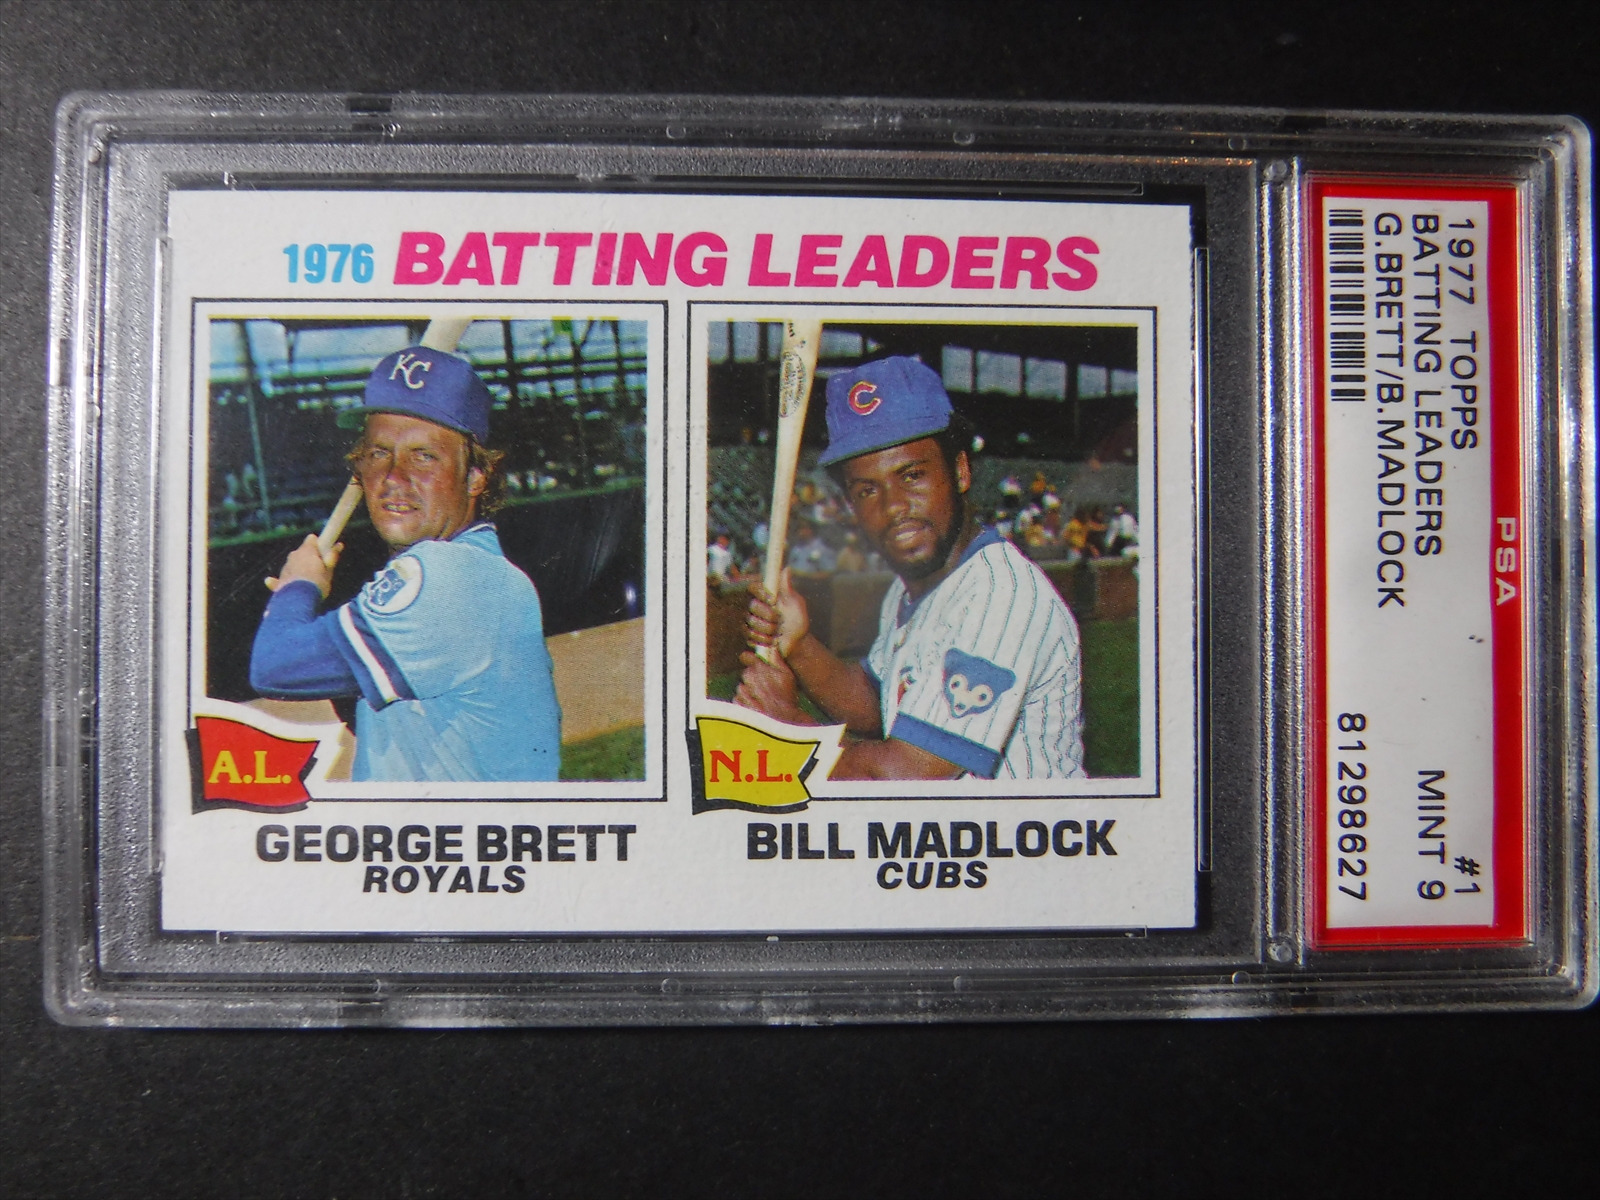 1976 BATTING LEADERS
KC
C
R
A.L.
N.L.
GEORGE BRETT
ROYALS
BILL MADLOCK
CUBS
PSA
1977 TOPPS #1
BATTING LEADERS MINT 9
G.BRETT/B.MADLOCK
81298627